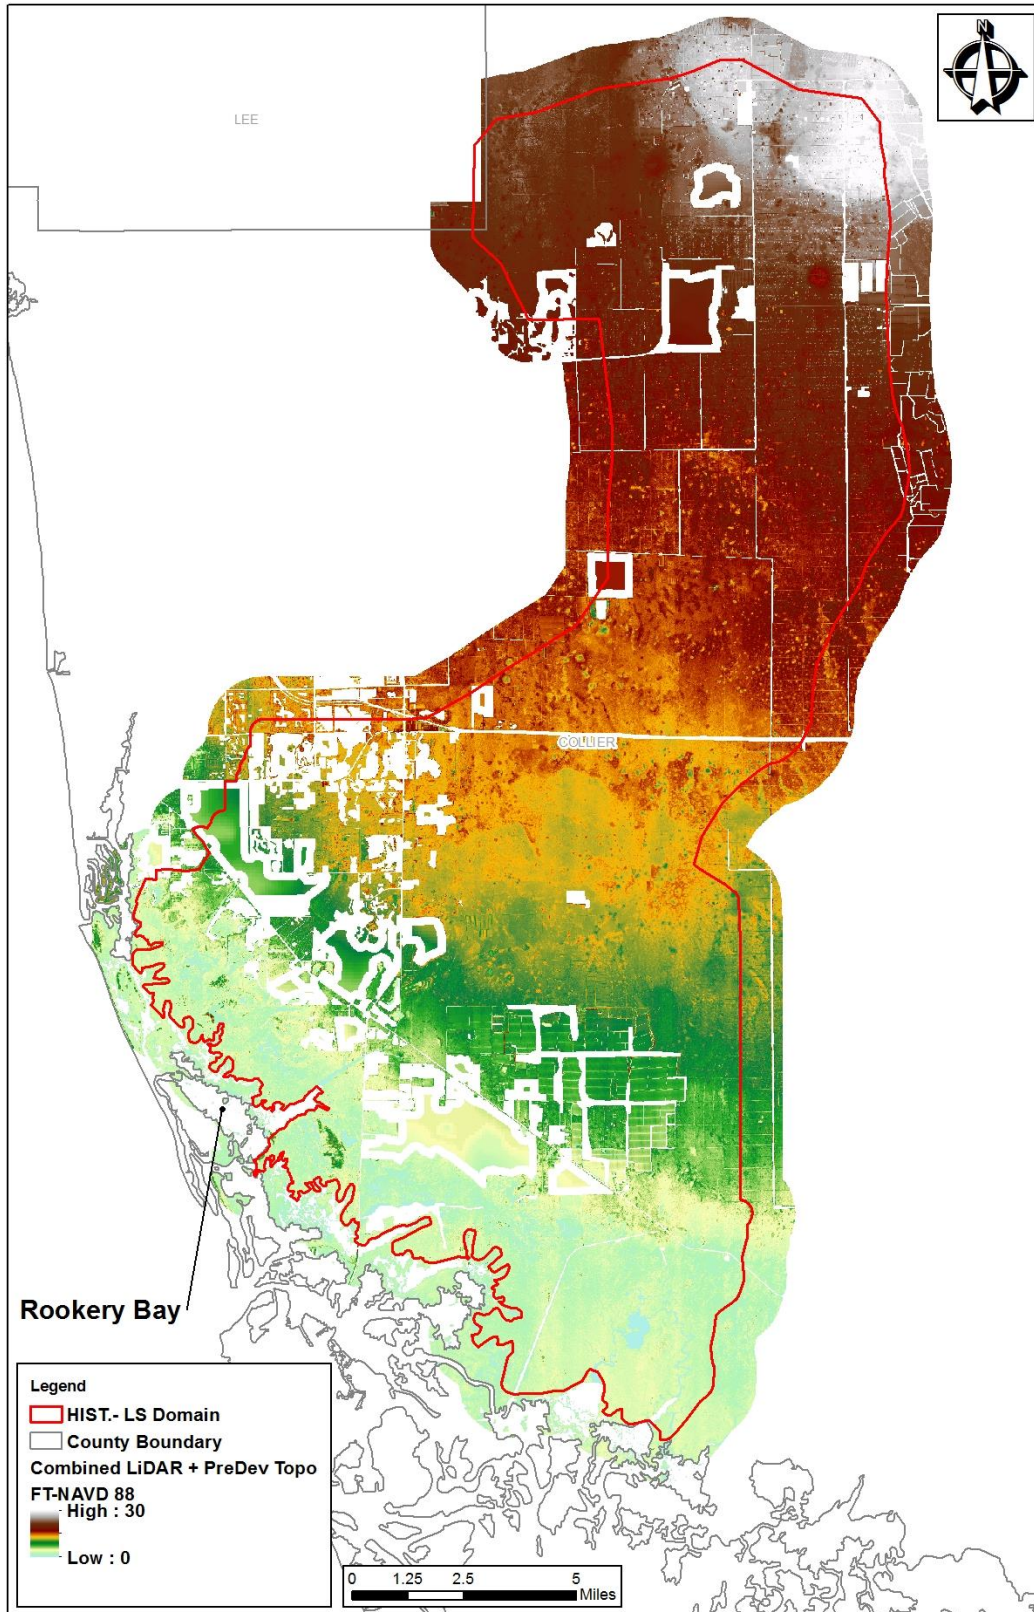 N
LEE
COLLIER
Rookery Bay
Legend
HIST.- LS Domain
County Boundary
Combined LiDAR + PreDev Topo
FT-NAVD 88
High : 30
Low : 0
0 1.25 2.5 5
Miles